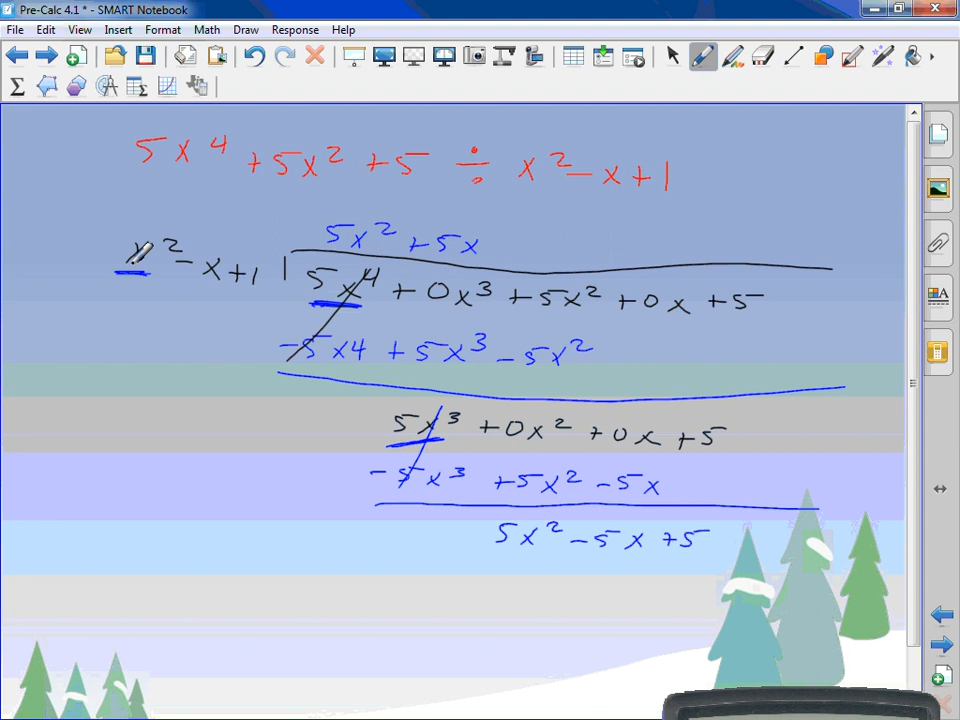 Pre-Calc 4.1 * - SMART Notebook
File Edit View Insert Format Math Draw Response Help
5x⁴ +5x² +5 ÷ x² - x + 1
5x² + 5x
x² - x + 1 | 5x⁴ + 0x³ + 5x² + 0x + 5
-5x4 + 5x³ - 5x²
5x³ + 0x² + 0x + 5
-5x³ + 5x² - 5x
5x² - 5x + 5